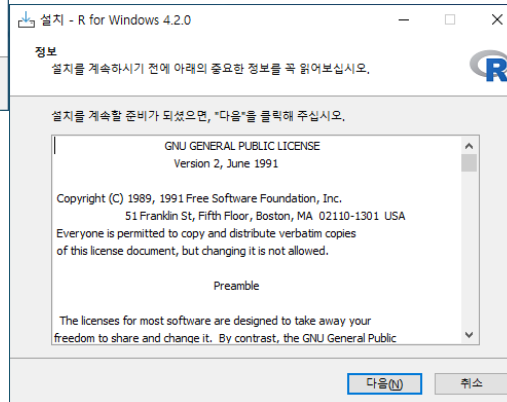 설치 - R for Windows 4.2.0
정보
설치를 계속하시기 전에 아래의 중요한 정보를 꼭 읽어보십시오.
R
설치를 계속할 준비가 되셨으면, "다음"을 클릭해 주십시오.
GNU GENERAL PUBLIC LICENSE
Version 2, June 1991
Copyright (C) 1989, 1991 Free Software Foundation, Inc.
51 Franklin St, Fifth Floor, Boston, MA 02110-1301 USA
Everyone is permitted to copy and distribute verbatim copies
of this license document, but changing it is not allowed.
Preamble
The licenses for most software are designed to take away your
freedom to share and change it. By contrast, the GNU General Public
다음(N) 취소